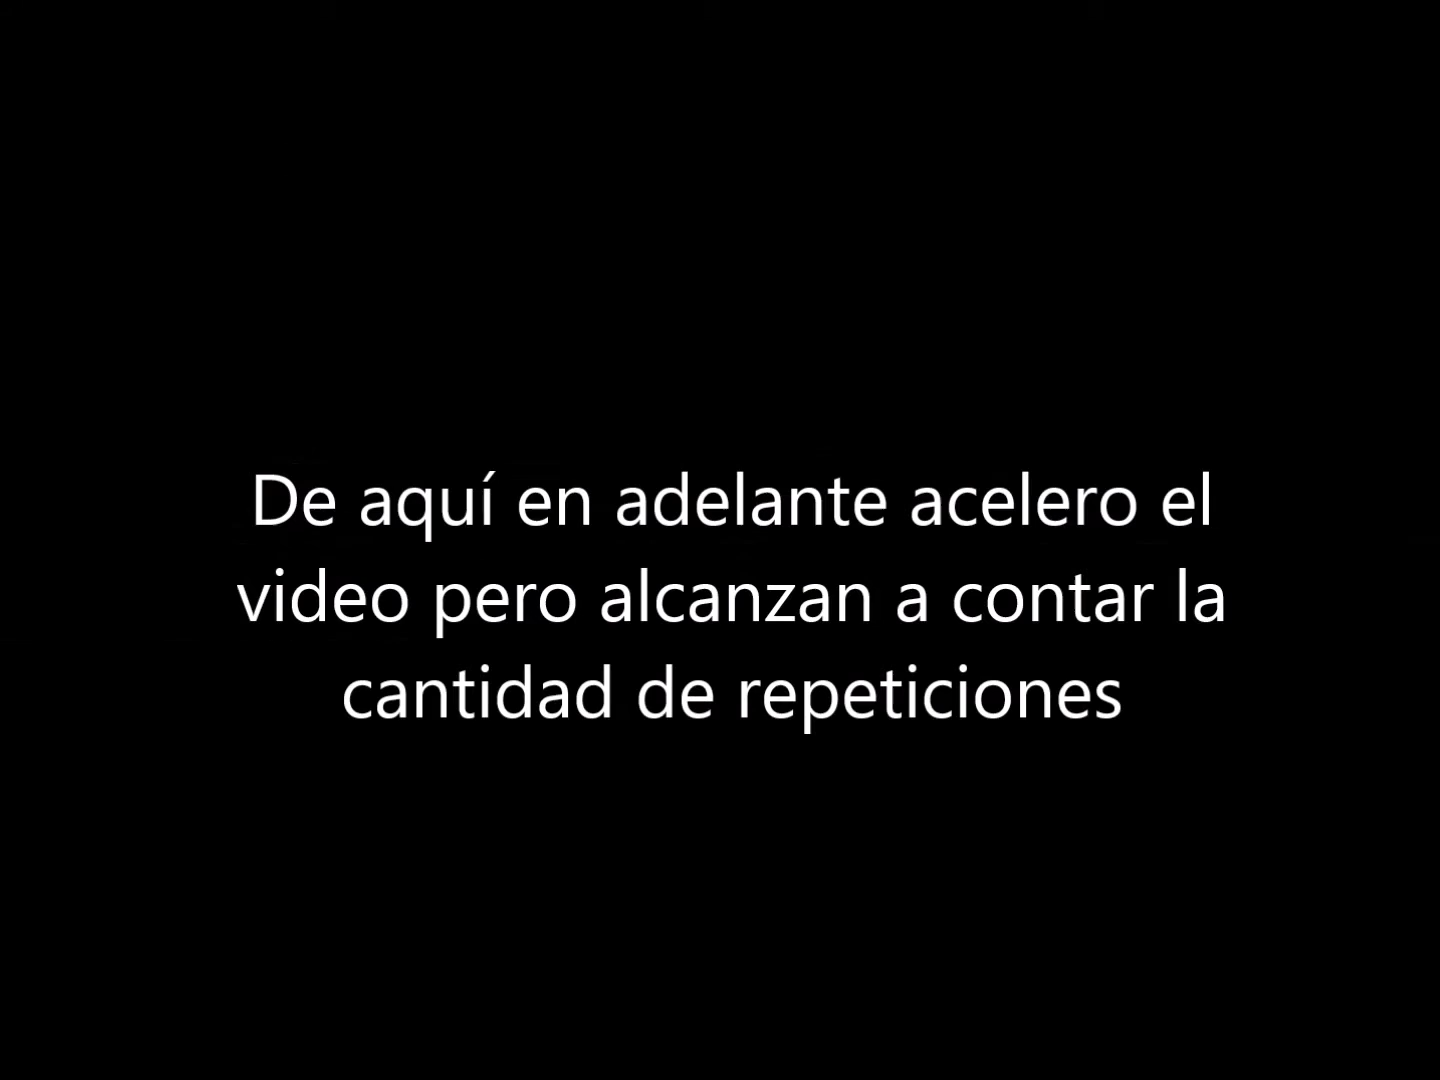 De aquí en adelante acelero el
video pero alcanzan a contar la
cantidad de repeticiones